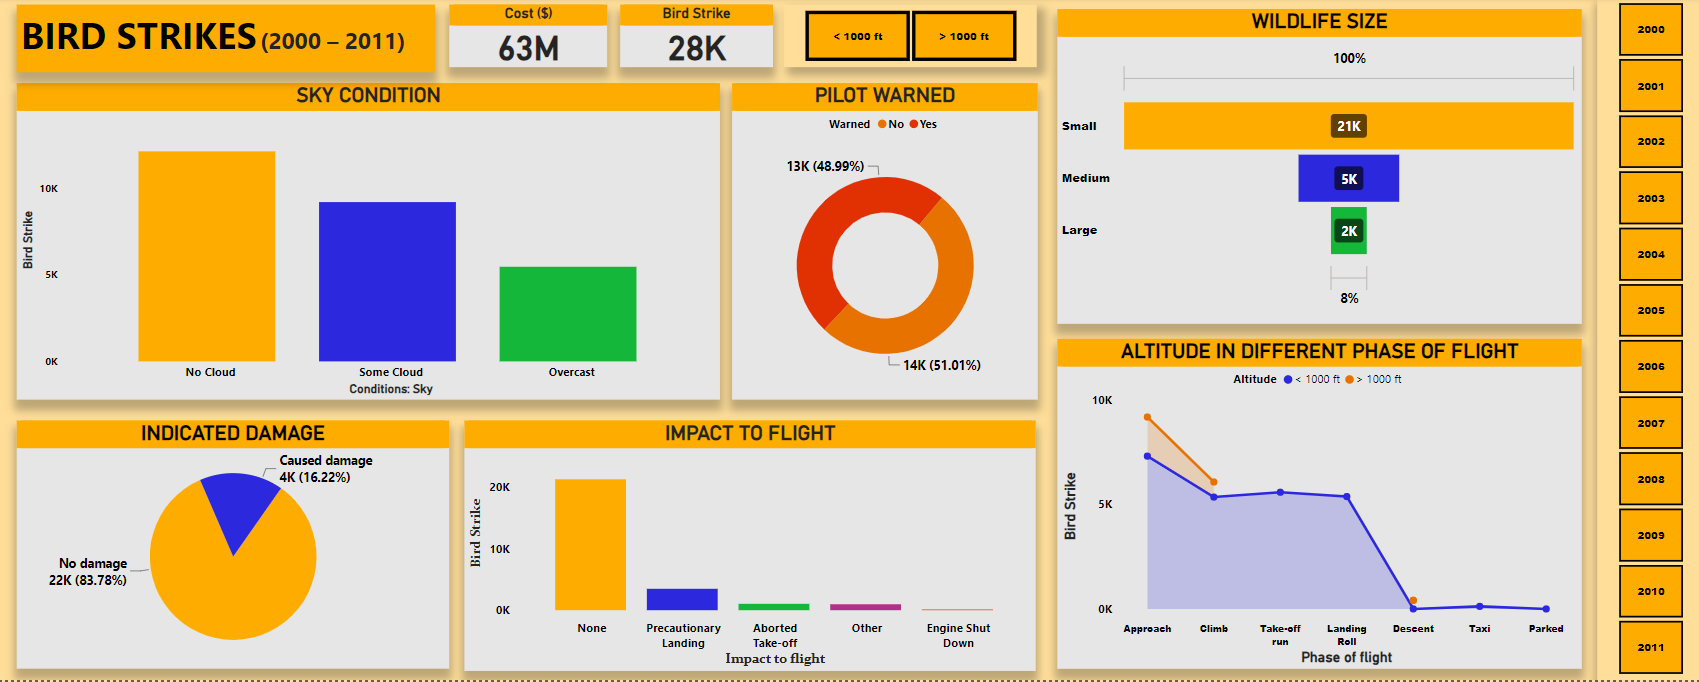 BIRD STRIKES (2000 – 2011)
Cost ($)
63M
Bird Strike
28K
< 1000 ft
> 1000 ft
SKY CONDITION
Bird Strike
10K
5K
0K
No Cloud
Some Cloud
Overcast
Conditions: Sky
PILOT WARNED
Warned No Yes
13K (48.99%)
14K (51.01%)
WILDLIFE SIZE
100%
Small
21K
Medium
5K
Large
2K
8%
INDICATED DAMAGE
Caused damage
4K (16.22%)
No damage
22K (83.78%)
IMPACT TO FLIGHT
Bird Strike
20K
10K
0K
None
Precautionary
Landing
Aborted
Take-off
Other
Engine Shut
Down
Impact to flight
ALTITUDE IN DIFFERENT PHASE OF FLIGHT
Altitude < 1000 ft > 1000 ft
Bird Strike
10K
5K
0K
Approach
Climb
Take-off
run
Landing
Roll
Descent
Taxi
Parked
Phase of flight
2000
2001
2002
2003
2004
2005
2006
2007
2008
2009
2010
2011